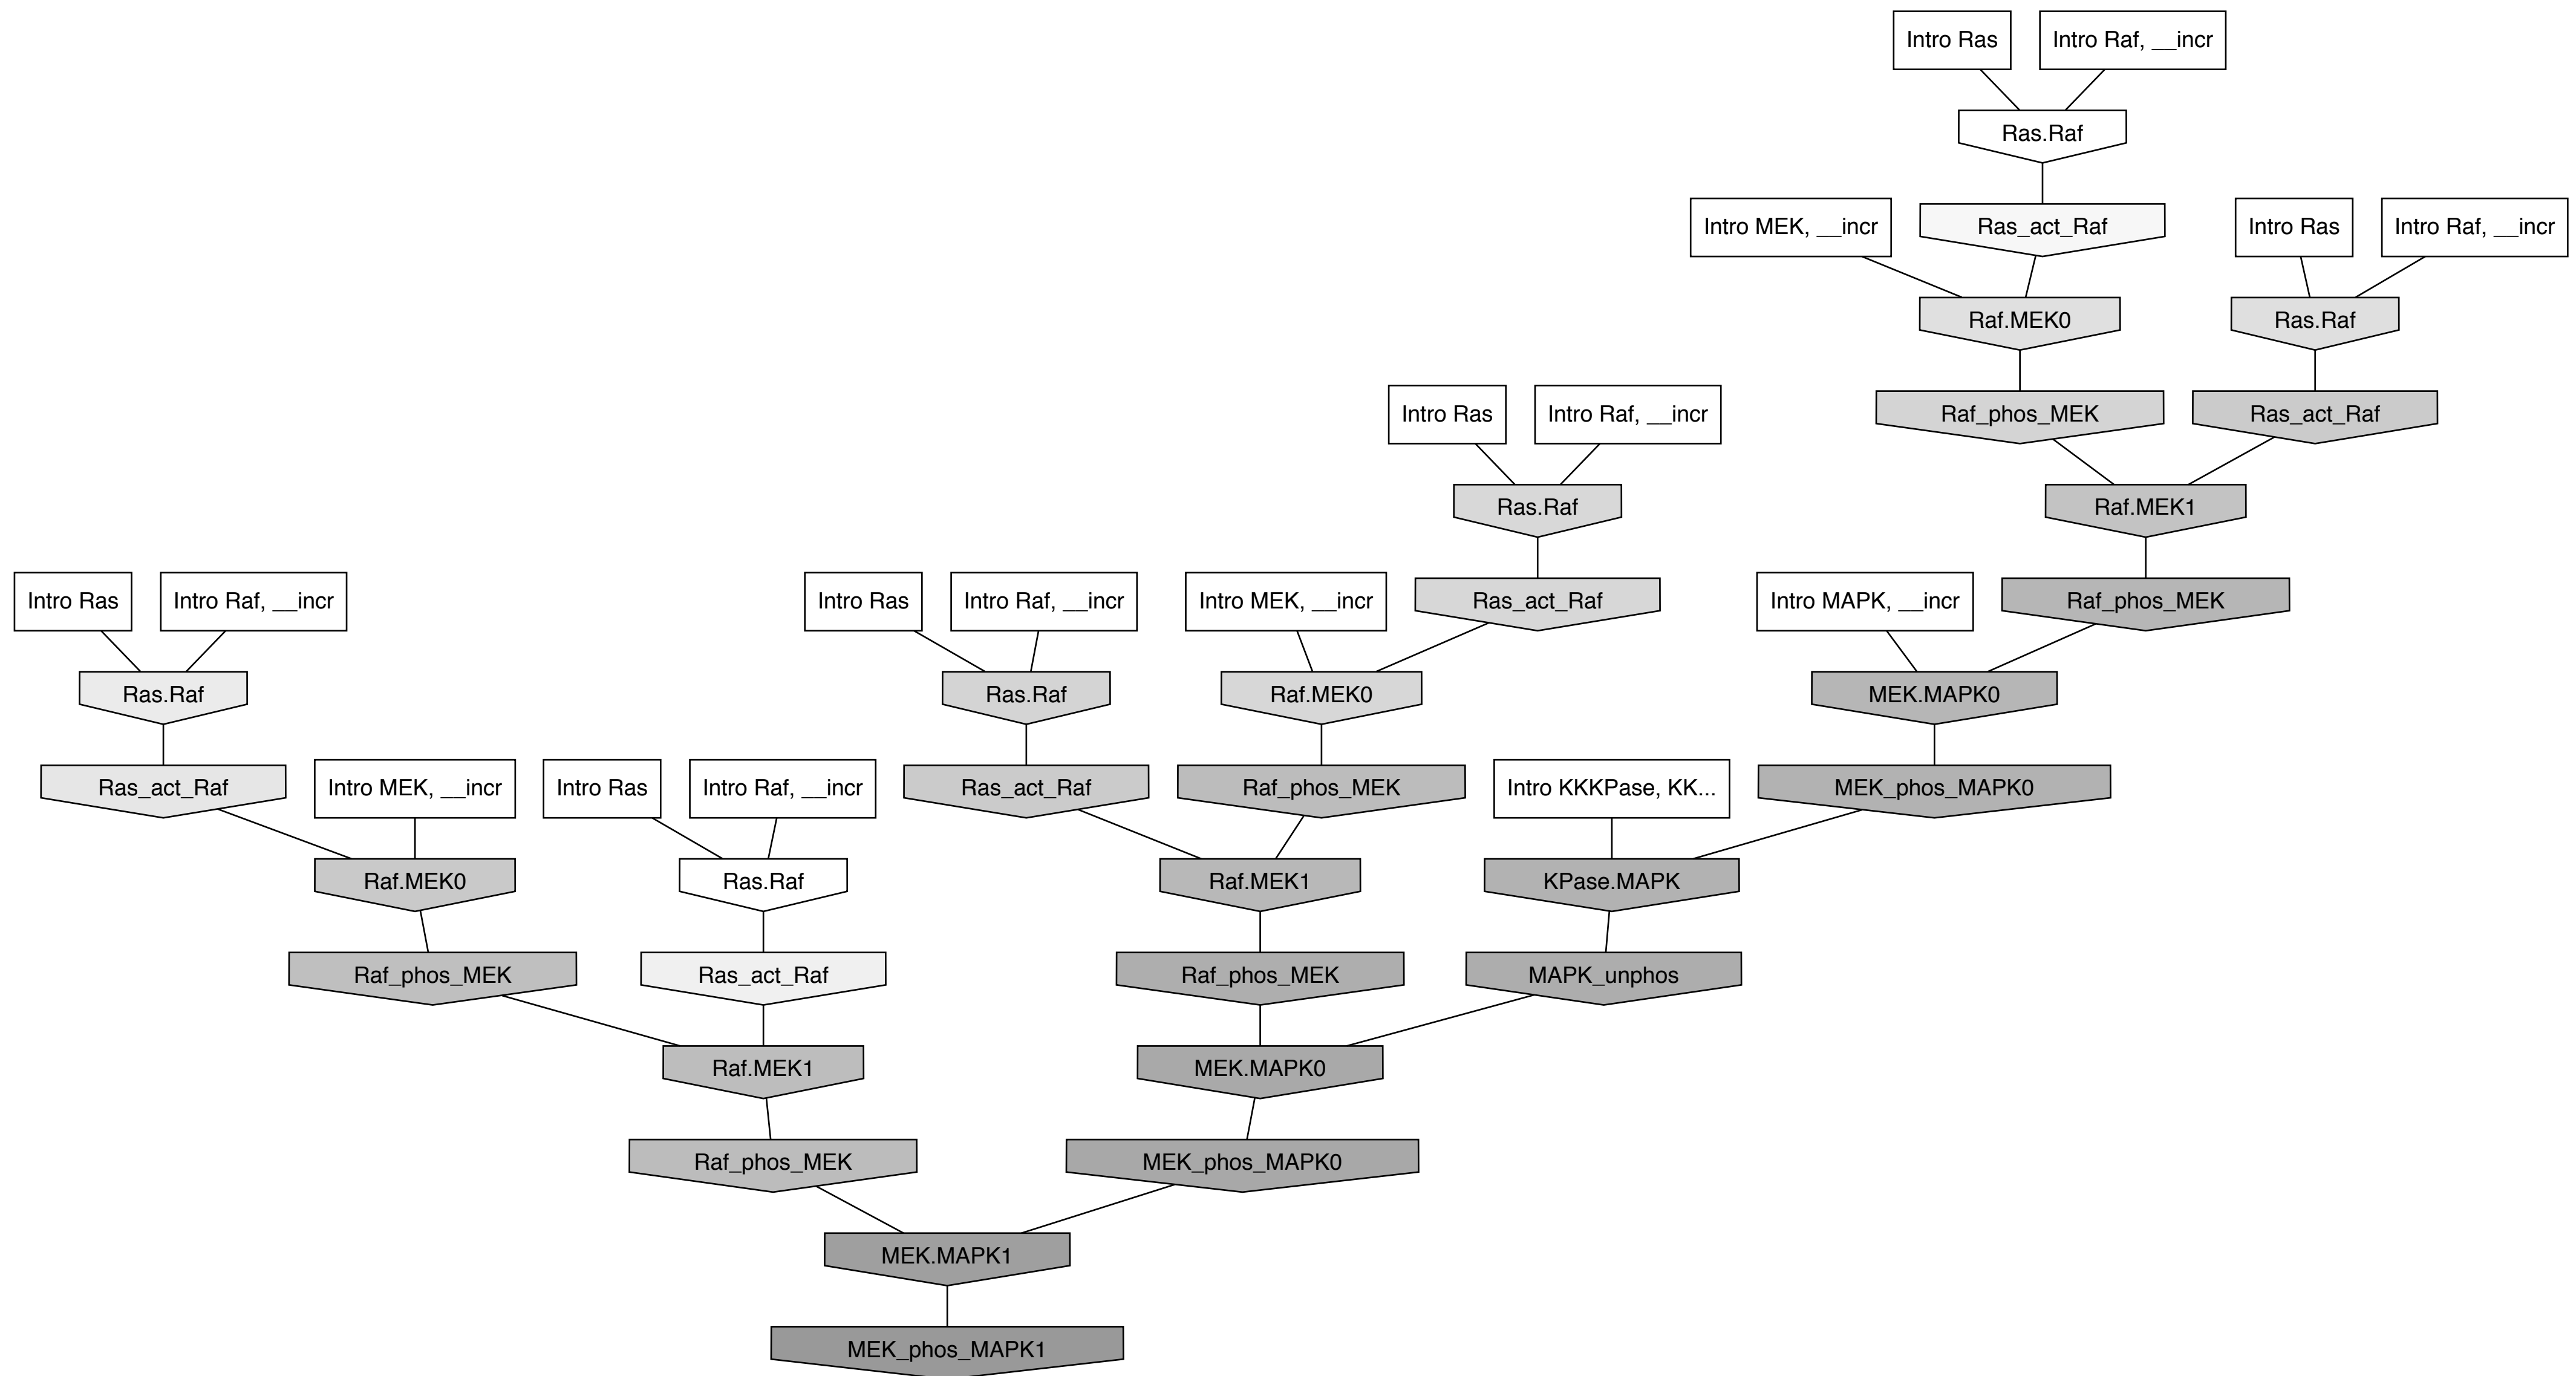 Intro Ras
Intro Raf, __incr
Ras.Raf
Intro MEK, __incr
Ras_act_Raf
Intro Ras
Intro Raf, __incr
Raf.MEK0
Ras.Raf
Intro Ras
Intro Raf, __incr
Raf_phos_MEK
Ras_act_Raf
Ras.Raf
Raf.MEK1
Intro Ras
Intro Raf, __incr
Intro Ras
Intro Raf, __incr
Intro MEK, __incr
Ras_act_Raf
Intro MAPK, __incr
Raf_phos_MEK
Ras.Raf
Ras.Raf
Raf.MEK0
MEK.MAPK0
Ras_act_Raf
Intro MEK, __incr
Intro Ras
Intro Raf, __incr
Ras_act_Raf
Raf_phos_MEK
Intro KKKPase, KK...
MEK_phos_MAPK0
Raf.MEK0
Ras.Raf
Raf.MEK1
KPase.MAPK
Raf_phos_MEK
Ras_act_Raf
Raf_phos_MEK
MAPK_unphos
Raf.MEK1
MEK.MAPK0
Raf_phos_MEK
MEK_phos_MAPK0
MEK.MAPK1
MEK_phos_MAPK1